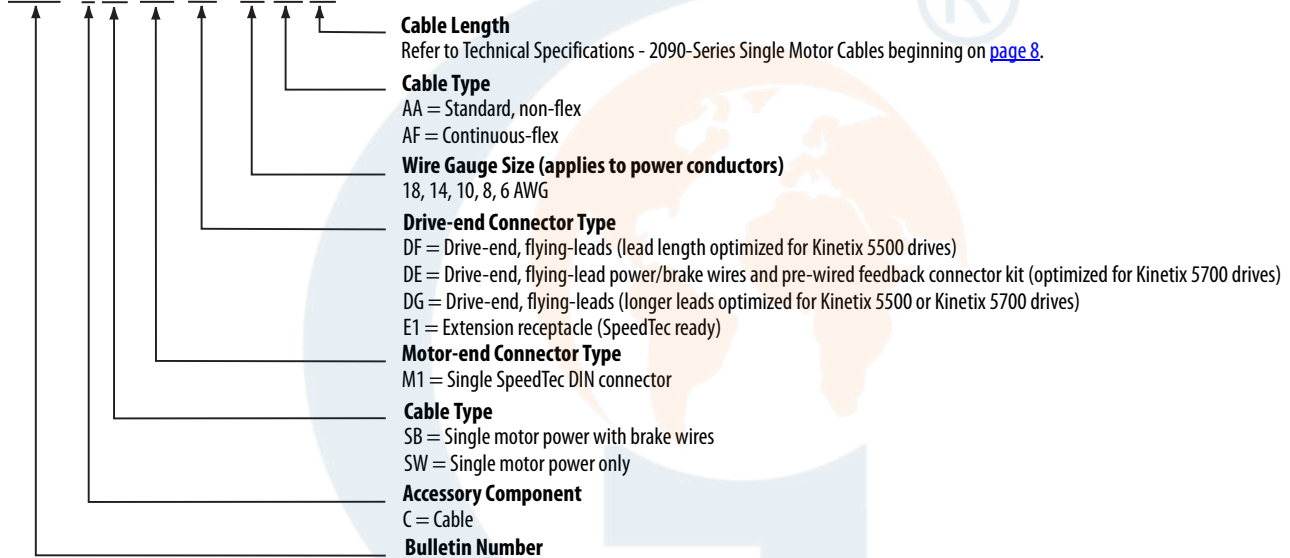 ®
Cable Length
Refer to Technical Specifications - 2090-Series Single Motor Cables beginning on page 8.
Cable Type
AA = Standard, non-flex
AF = Continuous-flex
Wire Gauge Size (applies to power conductors)
18, 14, 10, 8, 6 AWG
Drive-end Connector Type
DF = Drive-end, flying-leads (lead length optimized for Kinetix 5500 drives)
DE = Drive-end, flying-lead power/brake wires and pre-wired feedback connector kit (optimized for Kinetix 5700 drives)
DG = Drive-end, flying-leads (longer leads optimized for Kinetix 5500 or Kinetix 5700 drives)
E1 = Extension receptacle (SpeedTec ready)
Motor-end Connector Type
M1 = Single SpeedTec DIN connector
Cable Type
SB = Single motor power with brake wires
SW = Single motor power only
Accessory Component
C = Cable
Bulletin Number